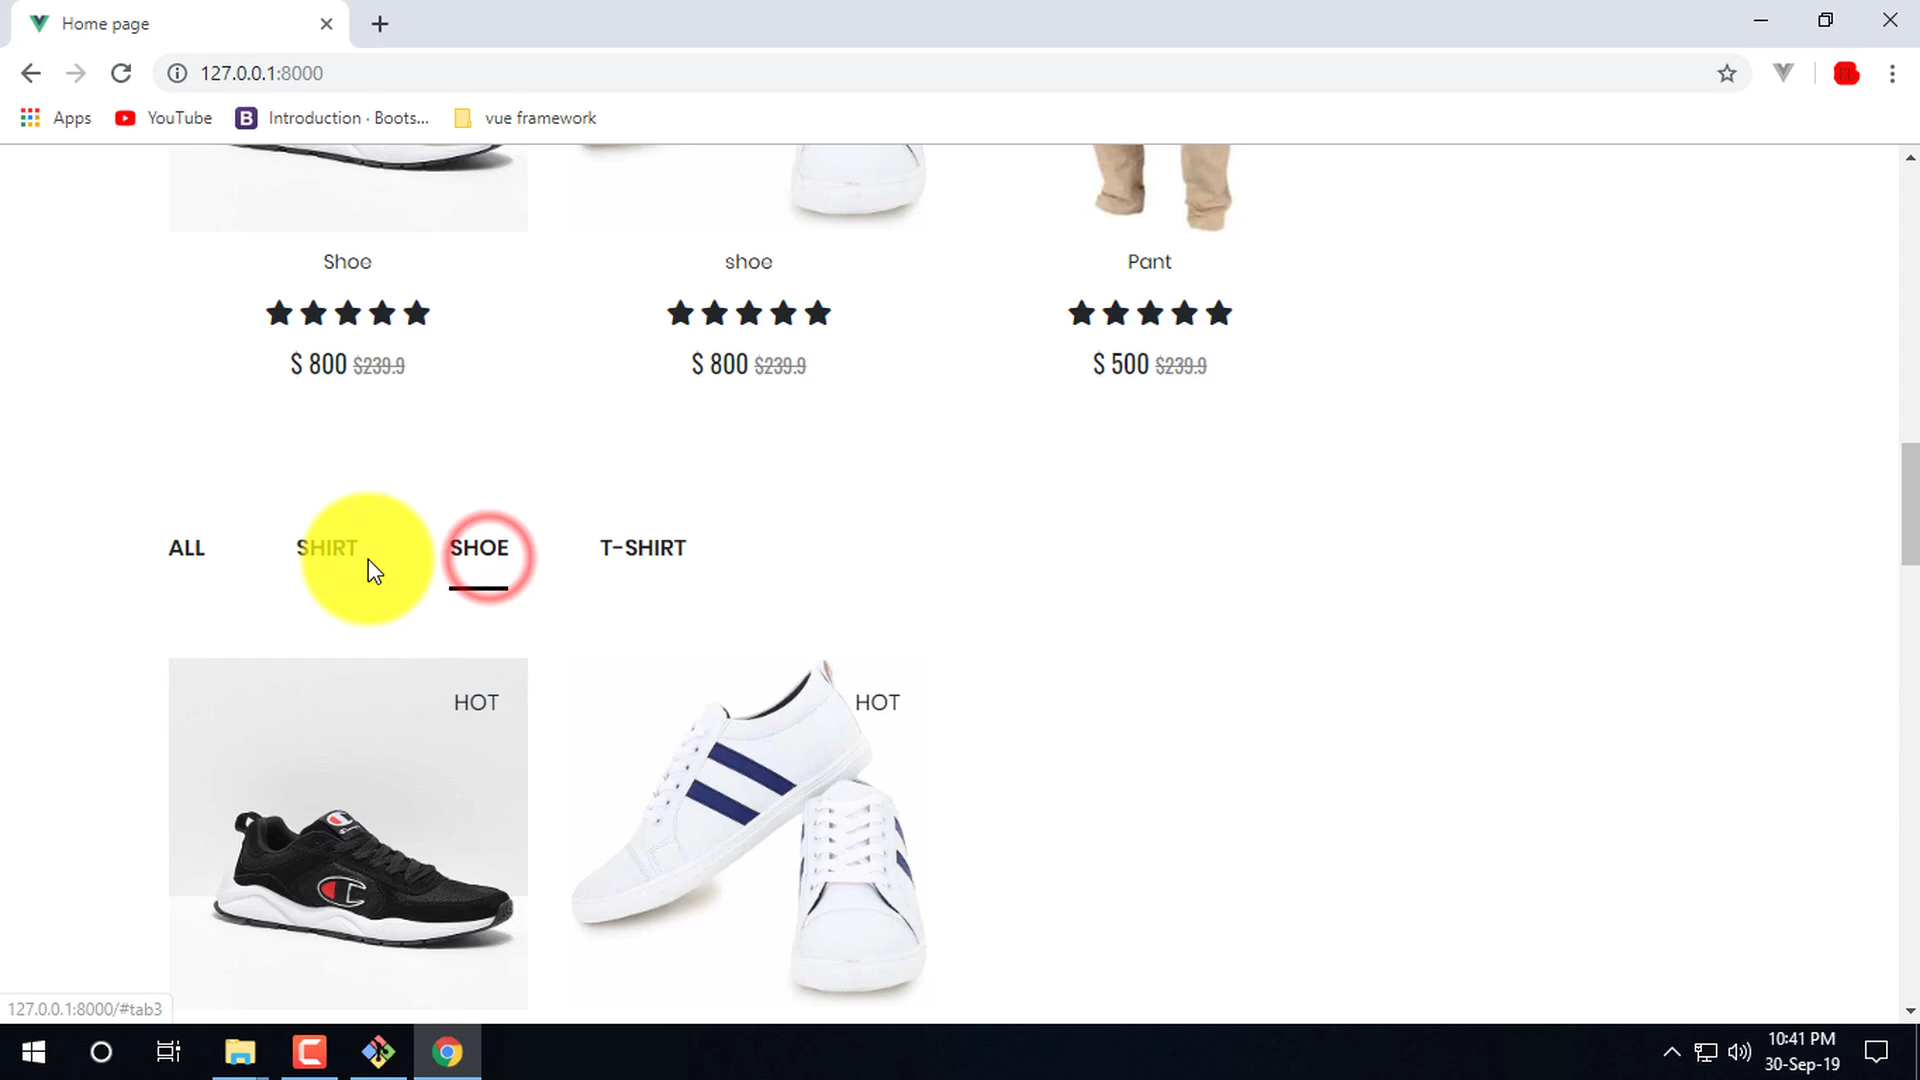 Home page
127.0.0.1:8000
Apps
YouTube
Introduction · Boots...
vue framework
Shoe
shoe
Pant
$ 800 $239.9
$ 800 $239.9
$ 500 $239.9
ALL
SHIRT
SHOE
T-SHIRT
HOT
HOT
127.0.0.1:8000/#tab3
10:41 PM
30-Sep-19